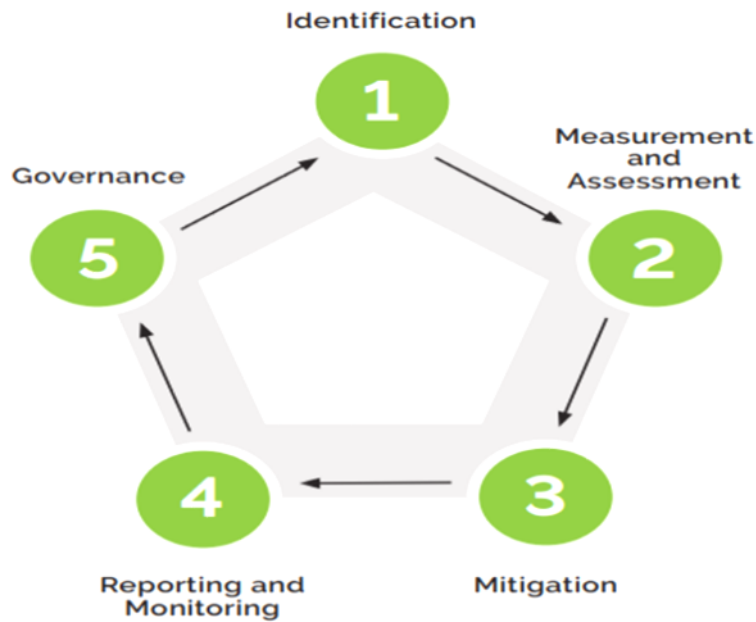 Identification
1
Measurement
and
Assessment
2
3
Mitigation
4
Reporting and
Monitoring
Governance
5